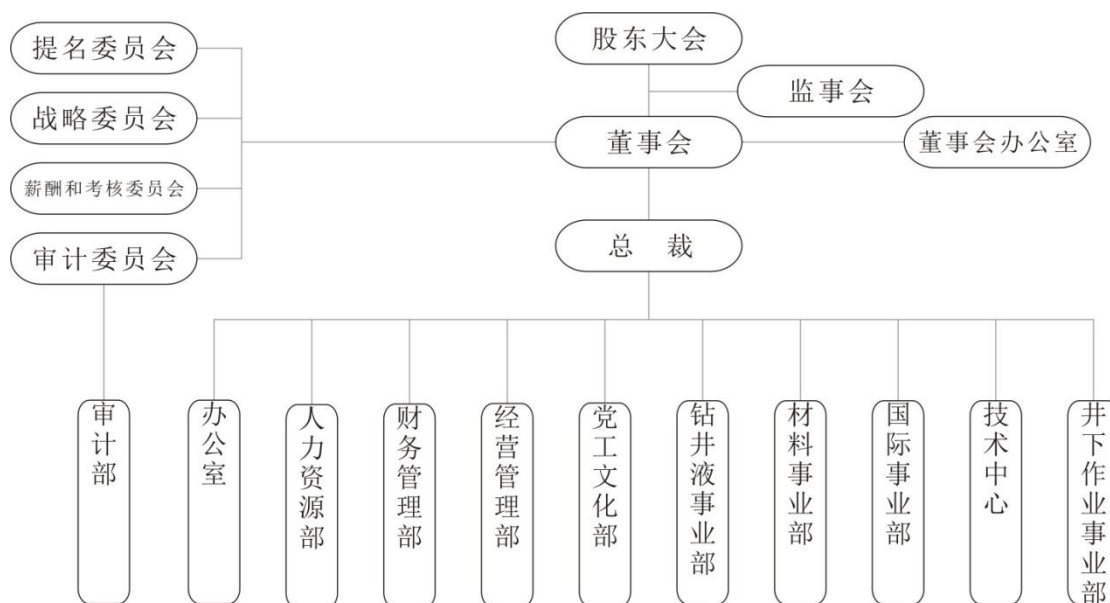 提名委员会
战略委员会
薪酬和考核委员会
审计委员会
股东大会
监事会
董事会
董事会办公室
总 裁
审计部
办公室
人力资源部
财务管理部
经营管理部
党工文化部
钻井液事业部
材料事业部
国际事业部
技术中心
井下作业事业部